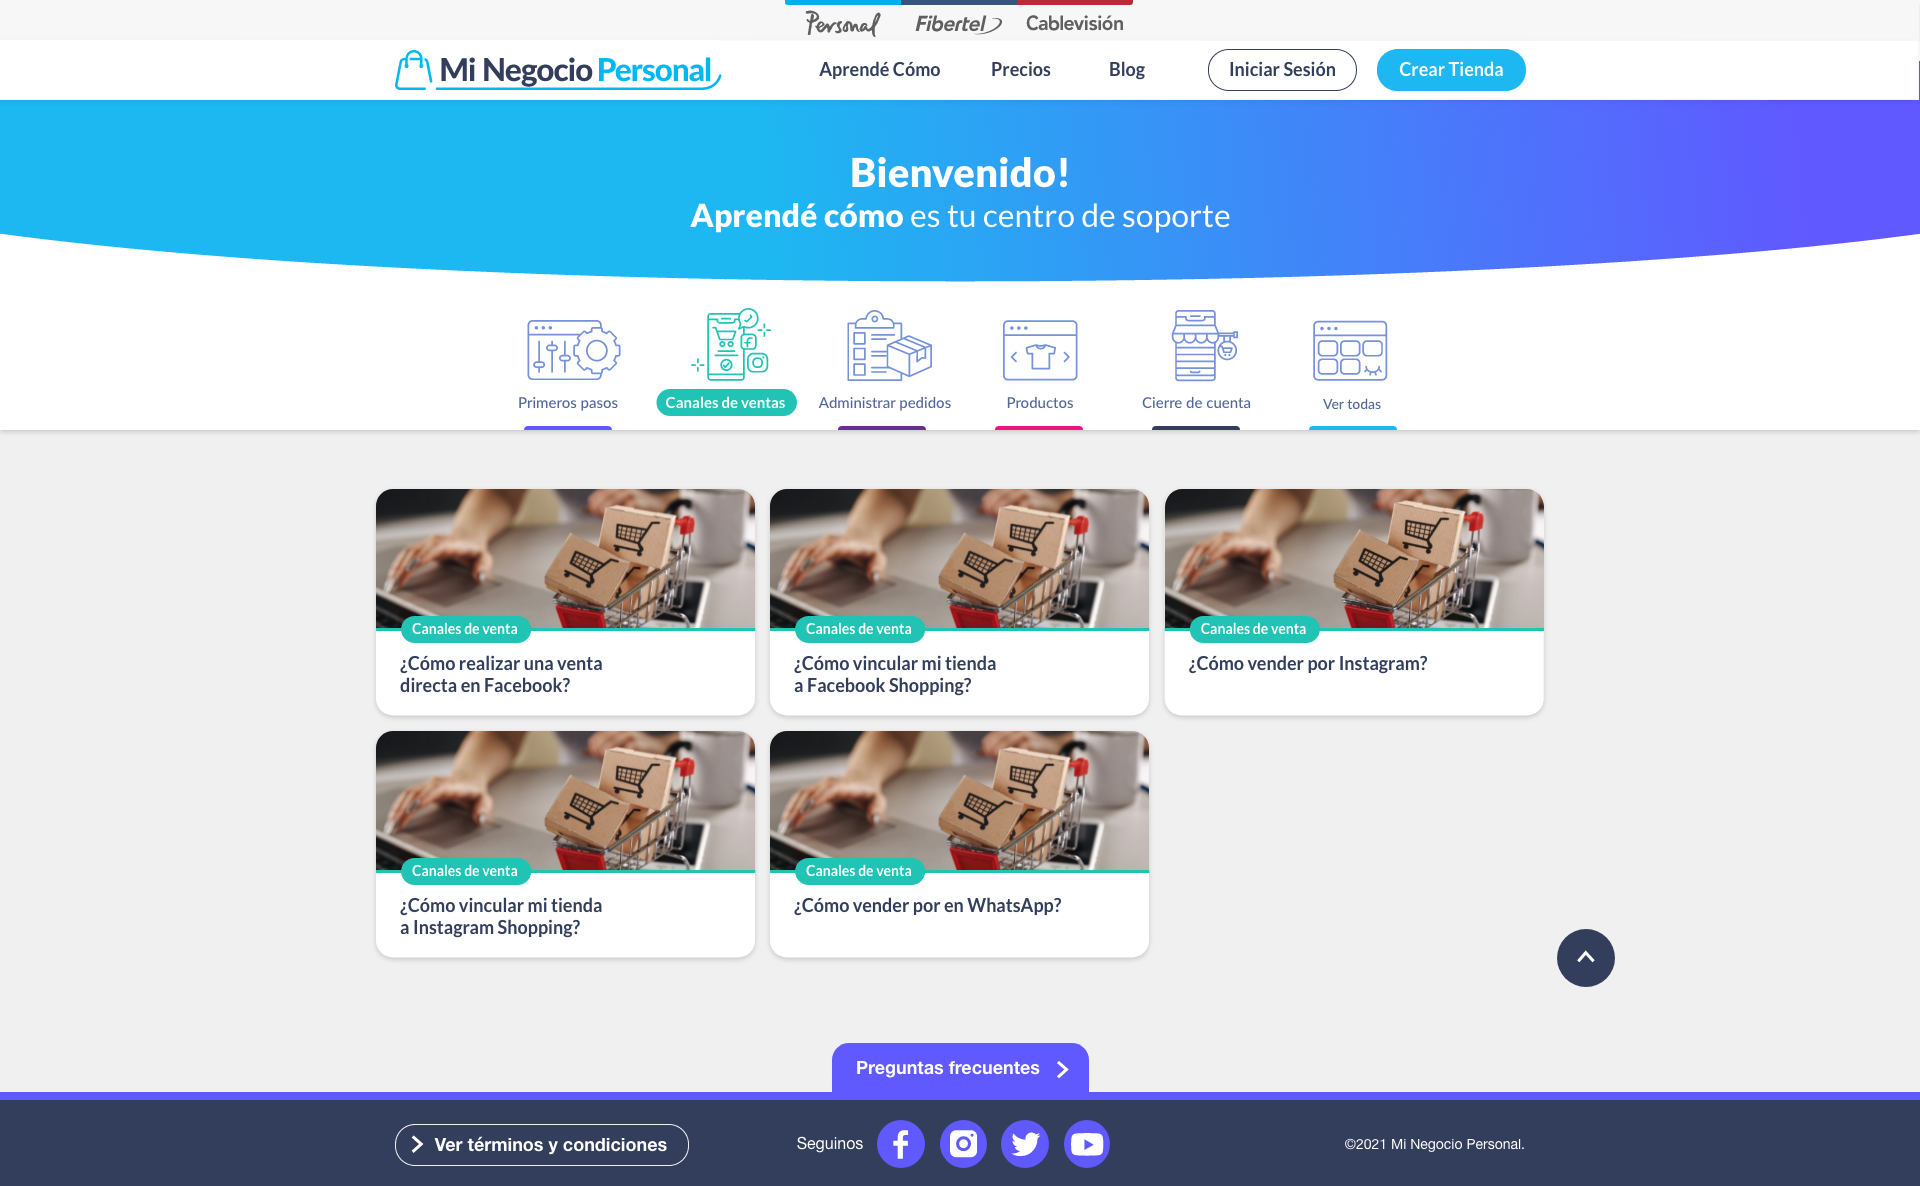 Personal Fibertel Cablevisión
Mi Negocio Personal
Aprendé Cómo
Precios
Blog
Iniciar Sesión
Crear Tienda
Bienvenido!
Aprendé cómo es tu centro de soporte
Primeros pasos
Canales de ventas
Administrar pedidos
Productos
Cierre de cuenta
Ver todas
Canales de venta
¿Cómo realizar una venta
directa en Facebook?
Canales de venta
¿Cómo vincular mi tienda
a Facebook Shopping?
Canales de venta
¿Cómo vender por Instagram?
Canales de venta
¿Cómo vincular mi tienda
a Instagram Shopping?
Canales de venta
¿Cómo vender por en WhatsApp?
Preguntas frecuentes
Ver términos y condiciones
Seguinos
©2021 Mi Negocio Personal.